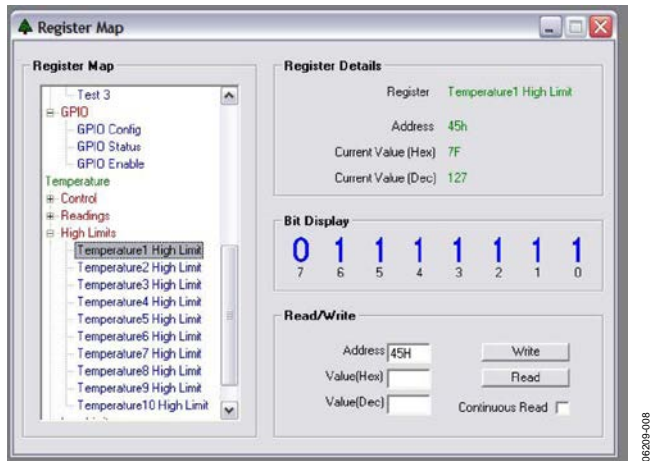 Register Map
Register Map
Test 3
GPIO
GPIO Config
GPIO Status
GPIO Enable
Temperature
Control
Readings
High Limits
Temperature1 High Limit
Temperature2 High Limit
Temperature3 High Limit
Temperature4 High Limit
Temperature5 High Limit
Temperature6 High Limit
Temperature7 High Limit
Temperature8 High Limit
Temperature9 High Limit
Temperature10 High Limit
Register Details
Register Temperature1 High Limit
Address 45h
Current Value (Hex) 7F
Current Value (Dec) 127
Bit Display
0 1 1 1 1 1 1 1
7 6 5 4 3 2 1 0
Read/Write
Address 45H Write
Value(Hex) Read
Value(Dec) Continuous Read
06209-008